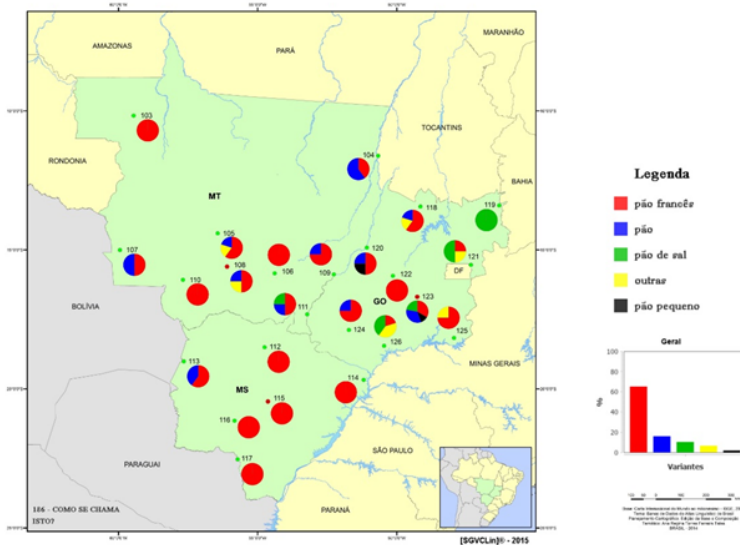 AMAZONAS
PARÁ
MARANHÃO
TOCANTINS
RONDONIA
BAHIA
MT
103
104
118
119
105
107
108
106
109
120
121
DF
110
111
122
GO
123
124
125
126
BOLÍVIA
MINAS GERAIS
112
113
114
MS
115
116
117
SÃO PAULO
PARAGUAI
PARANÁ
186 - COMO SE CHAMA
ISTO?
[SGVCLin]® - 2015
Legenda
pão francês
pão
pão de sal
outras
pão pequeno
Geral
100
80
60
40
20
0
%
Variantes